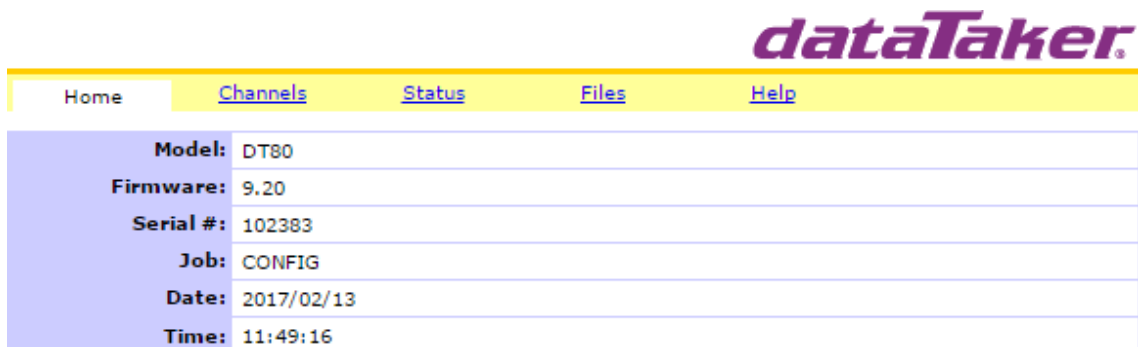 dataTaker.
Home Channels Status Files Help
Model: DT80
Firmware: 9.20
Serial #: 102383
Job: CONFIG
Date: 2017/02/13
Time: 11:49:16